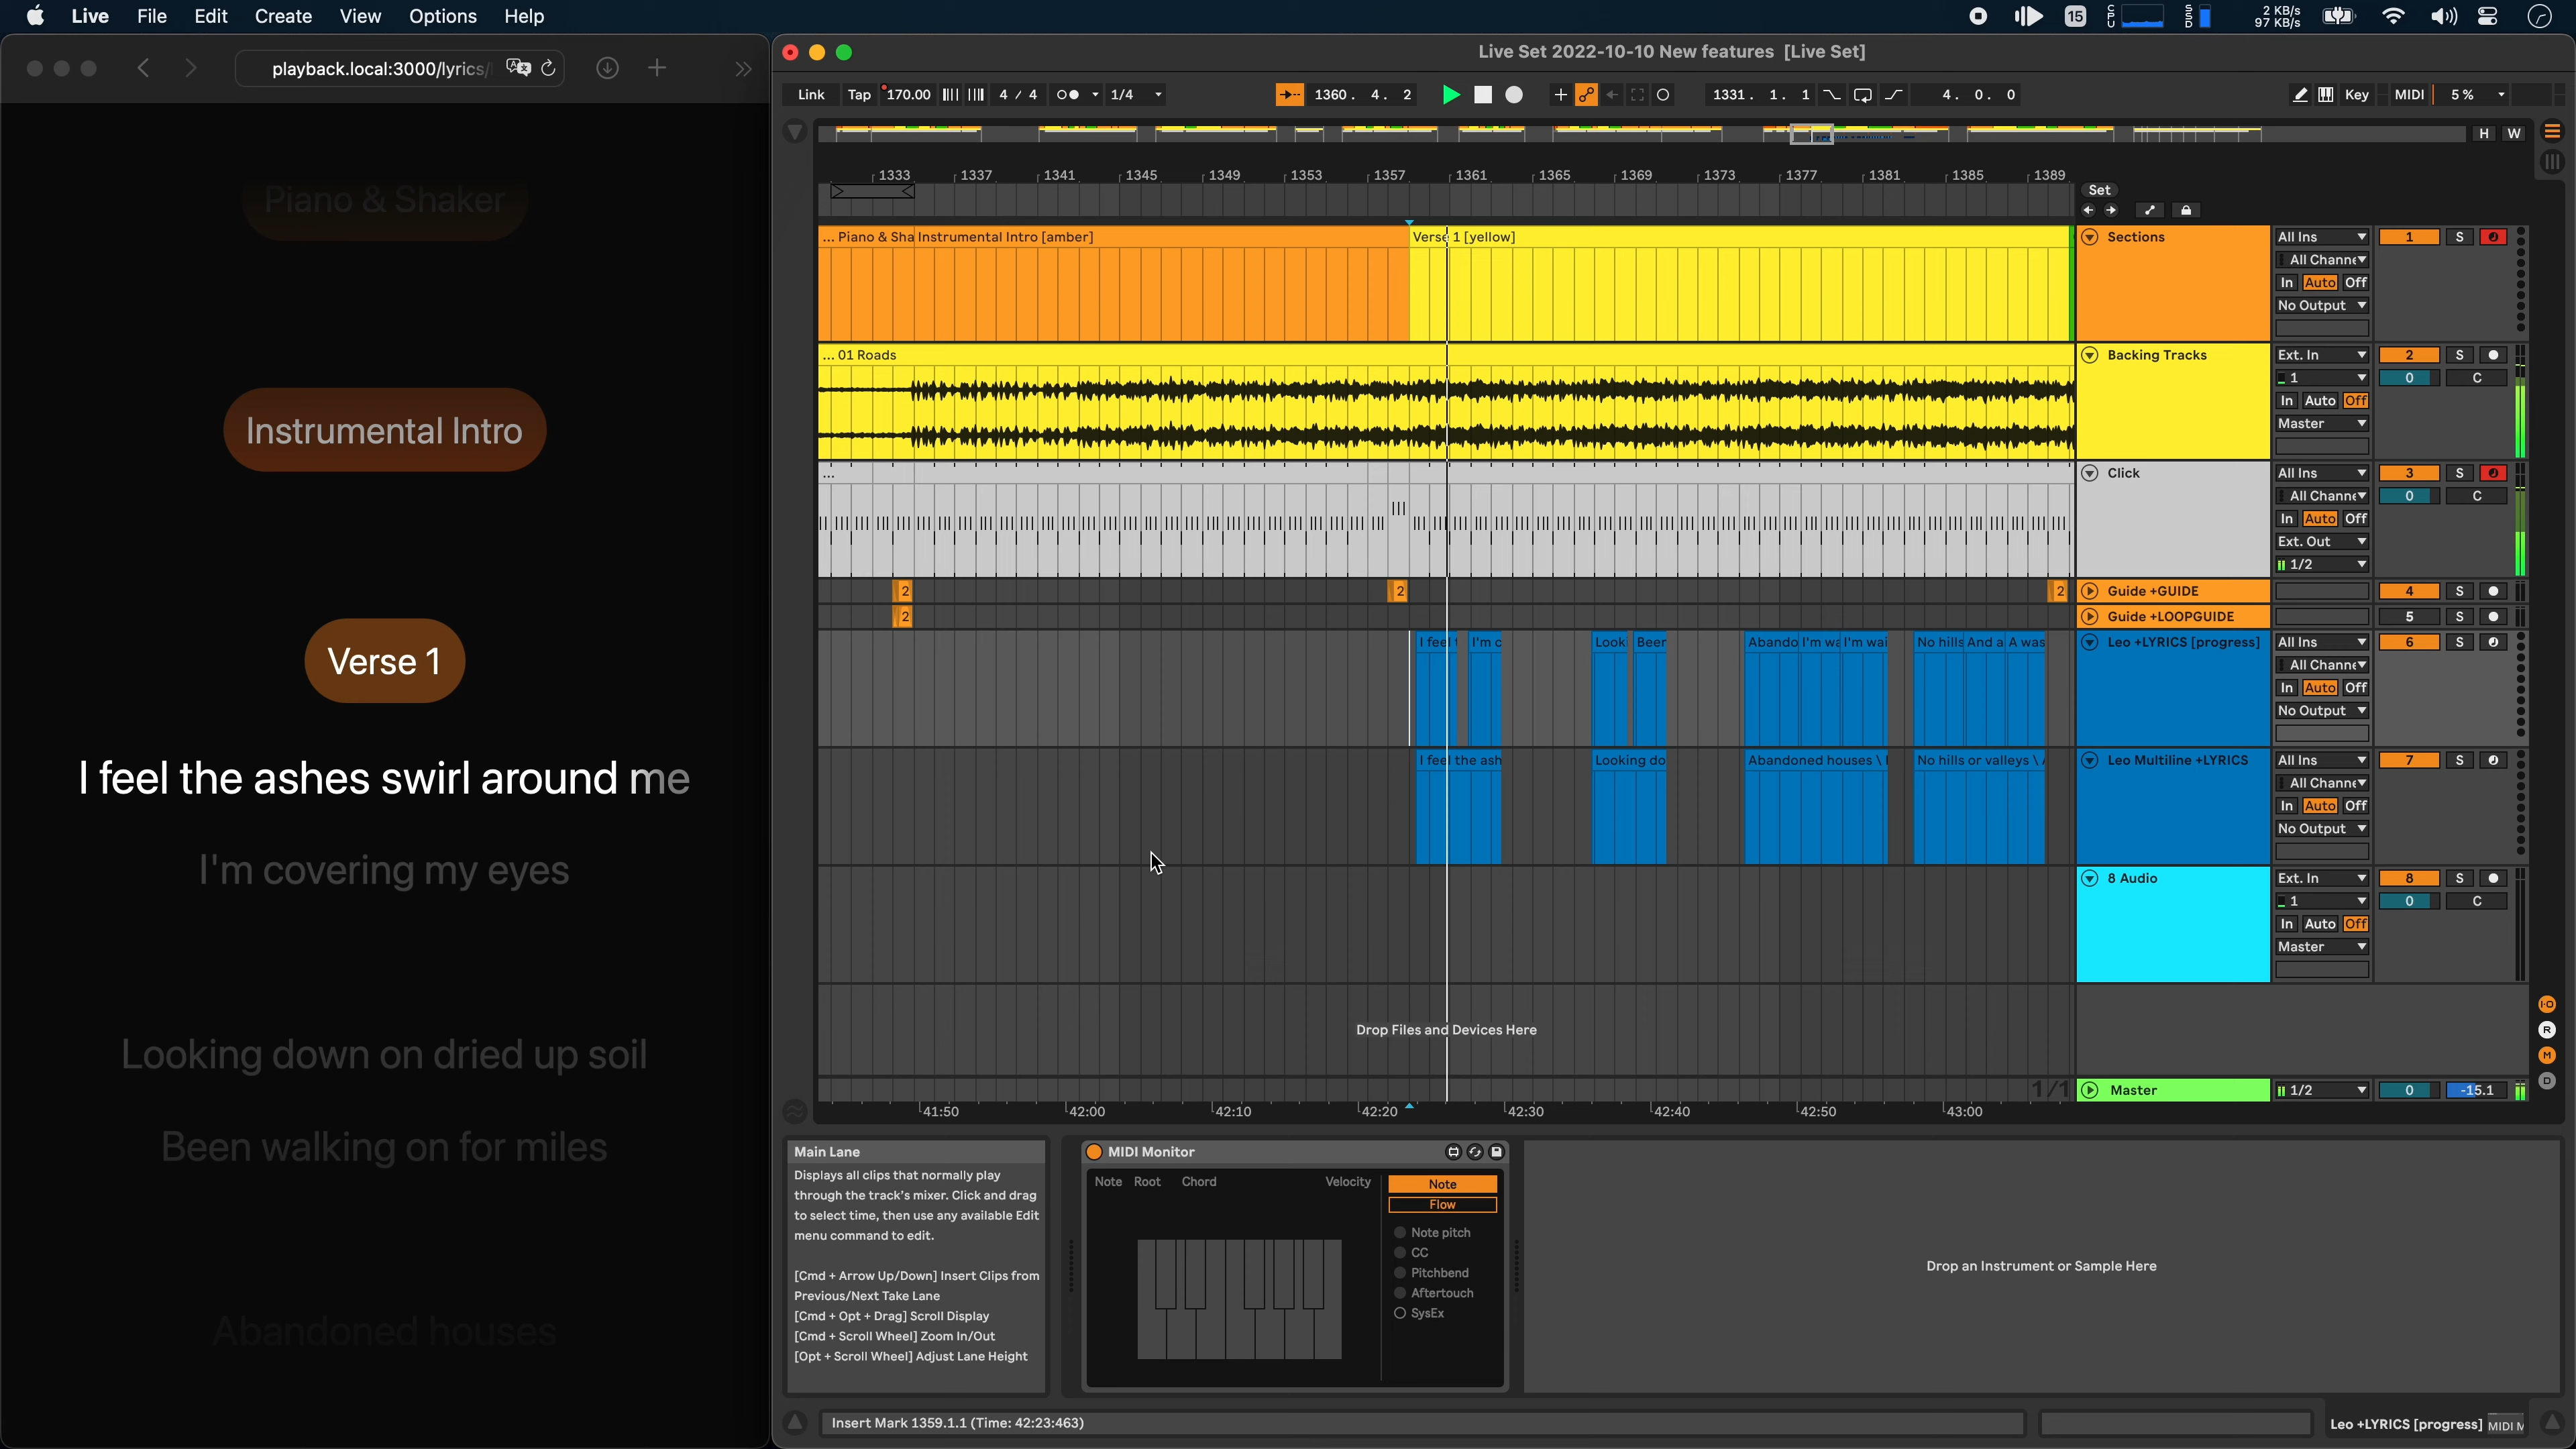 Live File Edit Create View Options Help
15 CPU SSD 2 KB/s 97 KB/s
playback.local:3000/lyrics/
Piano & Shaker
Instrumental Intro
Verse 1
I feel the ashes swirl around me
I'm covering my eyes
Looking down on dried up soil
Been walking on for miles
Abandoned houses
Live Set 2022-10-10 New features [Live Set]
Link Tap 170.00 4 / 4 1/4 1360. 4. 2 1331. 1. 1 4. 0. 0 Key MIDI 5 %
H W
1333 1337 1341 1345 1349 1353 1357 1361 1365 1369 1373 1377 1381 1385 1389
Set
... Piano & Sha Instrumental Intro [amber] Verse 1 [yellow]
Sections All Ins 1 S
All Channe
In Auto Off
No Output
... 01 Roads
Backing Tracks Ext. In 2 S
1 0 C
In Auto Off
Master
...
Click All Ins 3 S
All Channe 0 C
In Auto Off
Ext. Out
1/2
2 2 2 Guide +GUIDE 4 S
2 Guide +LOOPGUIDE 5 S
I feel I'm c Looki Beer Abando I'm wa I'm wai No hills And a A was
Leo +LYRICS [progress] All Ins 6 S
All Channe
In Auto Off
No Output
I feel the ash Looking do Abandoned houses \ No hills or valleys \
Leo Multiline +LYRICS All Ins 7 S
All Channe
In Auto Off
No Output
8 Audio Ext. In 8 S
1 0 C
In Auto Off
Master
Drop Files and Devices Here
I·O
R
M
D
1/1 Master 1/2 0 -15.1
41:50 42:00 42:10 42:20 42:30 42:40 42:50 43:00
Main Lane
Displays all clips that normally play
through the track's mixer. Click and drag
to select time, then use any available Edit
menu command to edit.
[Cmd + Arrow Up/Down] Insert Clips from
Previous/Next Take Lane
[Cmd + Opt + Drag] Scroll Display
[Cmd + Scroll Wheel] Zoom In/Out
[Opt + Scroll Wheel] Adjust Lane Height
MIDI Monitor
Note Root Chord Velocity
Note
Flow
Note pitch
CC
Pitchbend
Aftertouch
SysEx
Drop an Instrument or Sample Here
Insert Mark 1359.1.1 (Time: 42:23:463)
Leo +LYRICS [progress] MIDI M